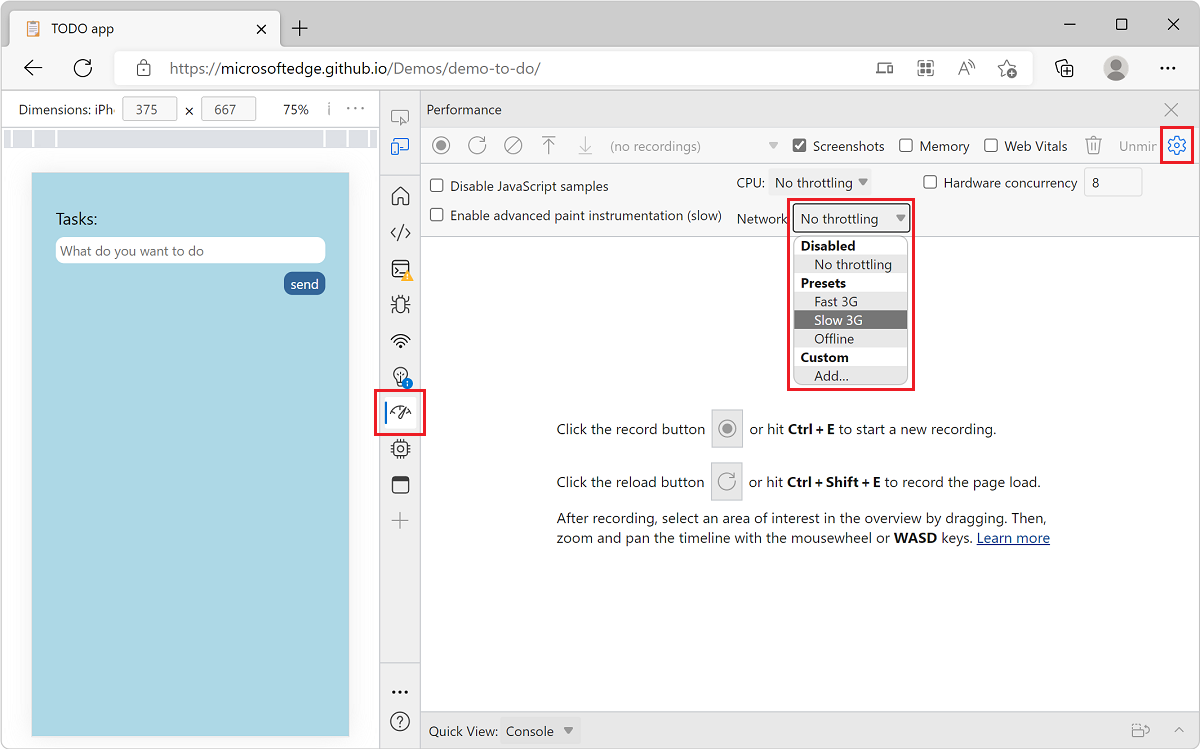 TODO app
https://microsoftedge.github.io/Demos/demo-to-do/
Dimensions: iPh
375
×
667
75%
Performance
(no recordings)
Screenshots
Memory
Web Vitals
Unmin
Disable JavaScript samples
CPU: No throttling
Hardware concurrency 8
Enable advanced paint instrumentation (slow)
Network No throttling
Disabled
No throttling
Presets
Fast 3G
Slow 3G
Offline
Custom
Add...
Tasks:
What do you want to do
send
Click the record button or hit Ctrl + E to start a new recording.
Click the reload button or hit Ctrl + Shift + E to record the page load.
After recording, select an area of interest in the overview by dragging. Then,
zoom and pan the timeline with the mousewheel or WASD keys. Learn more
Quick View: Console